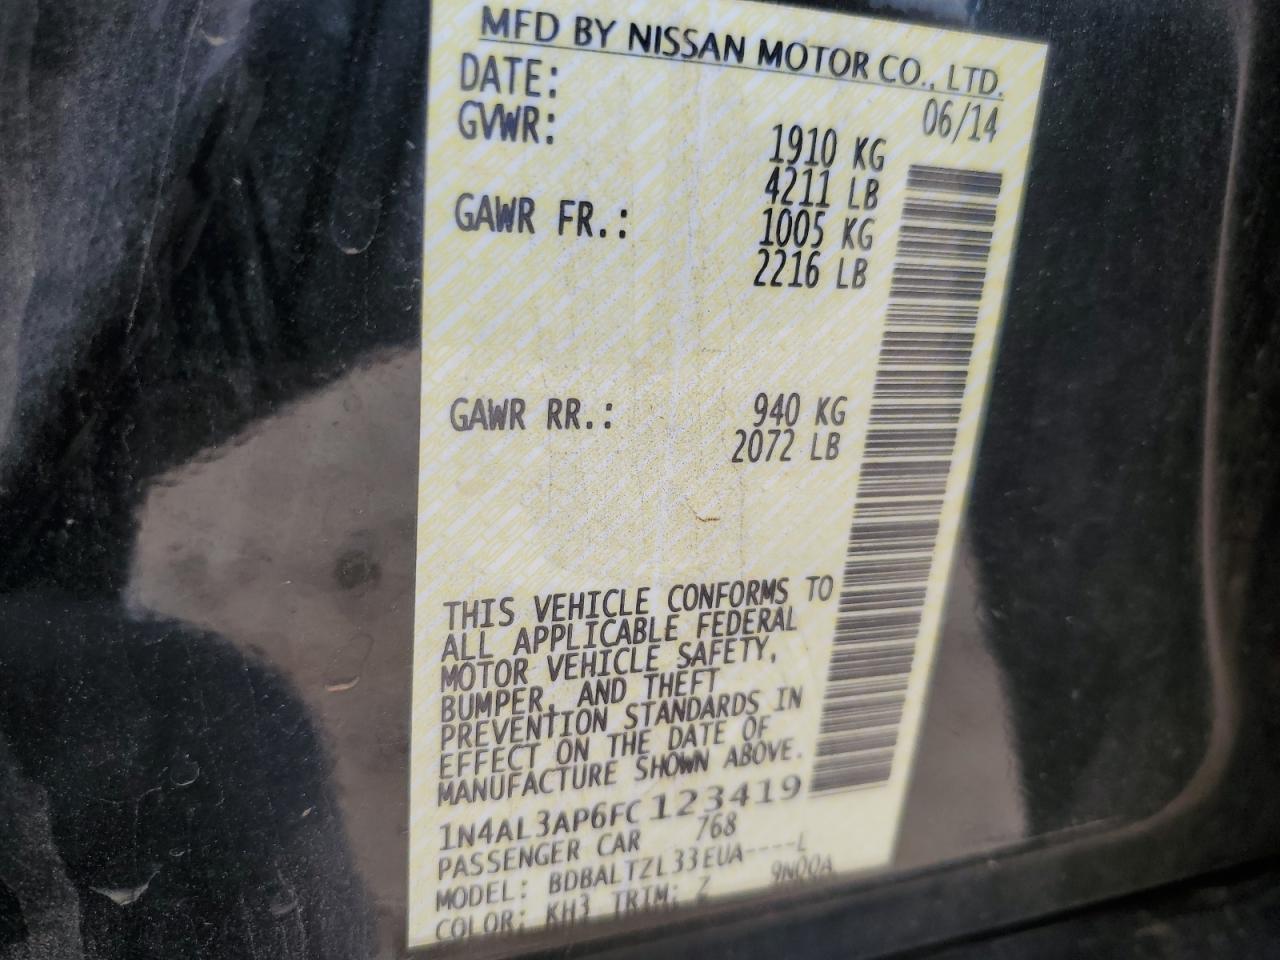 MFD BY NISSAN MOTOR CO., LTD.
DATE: 06/14
GVWR: 1910 KG
4211 LB
GAWR FR.: 1005 KG
2216 LB
GAWR RR.: 940 KG
2072 LB
THIS VEHICLE CONFORMS TO
ALL APPLICABLE FEDERAL
MOTOR VEHICLE SAFETY,
BUMPER, AND THEFT
PREVENTION STANDARDS IN
EFFECT ON THE DATE OF
MANUFACTURE SHOWN ABOVE.
1N4AL3AP6FC123419
PASSENGER CAR 768
MODEL: BDBALTZL33EUA----L
COLOR: KH3 TRIM: Z 9N00A